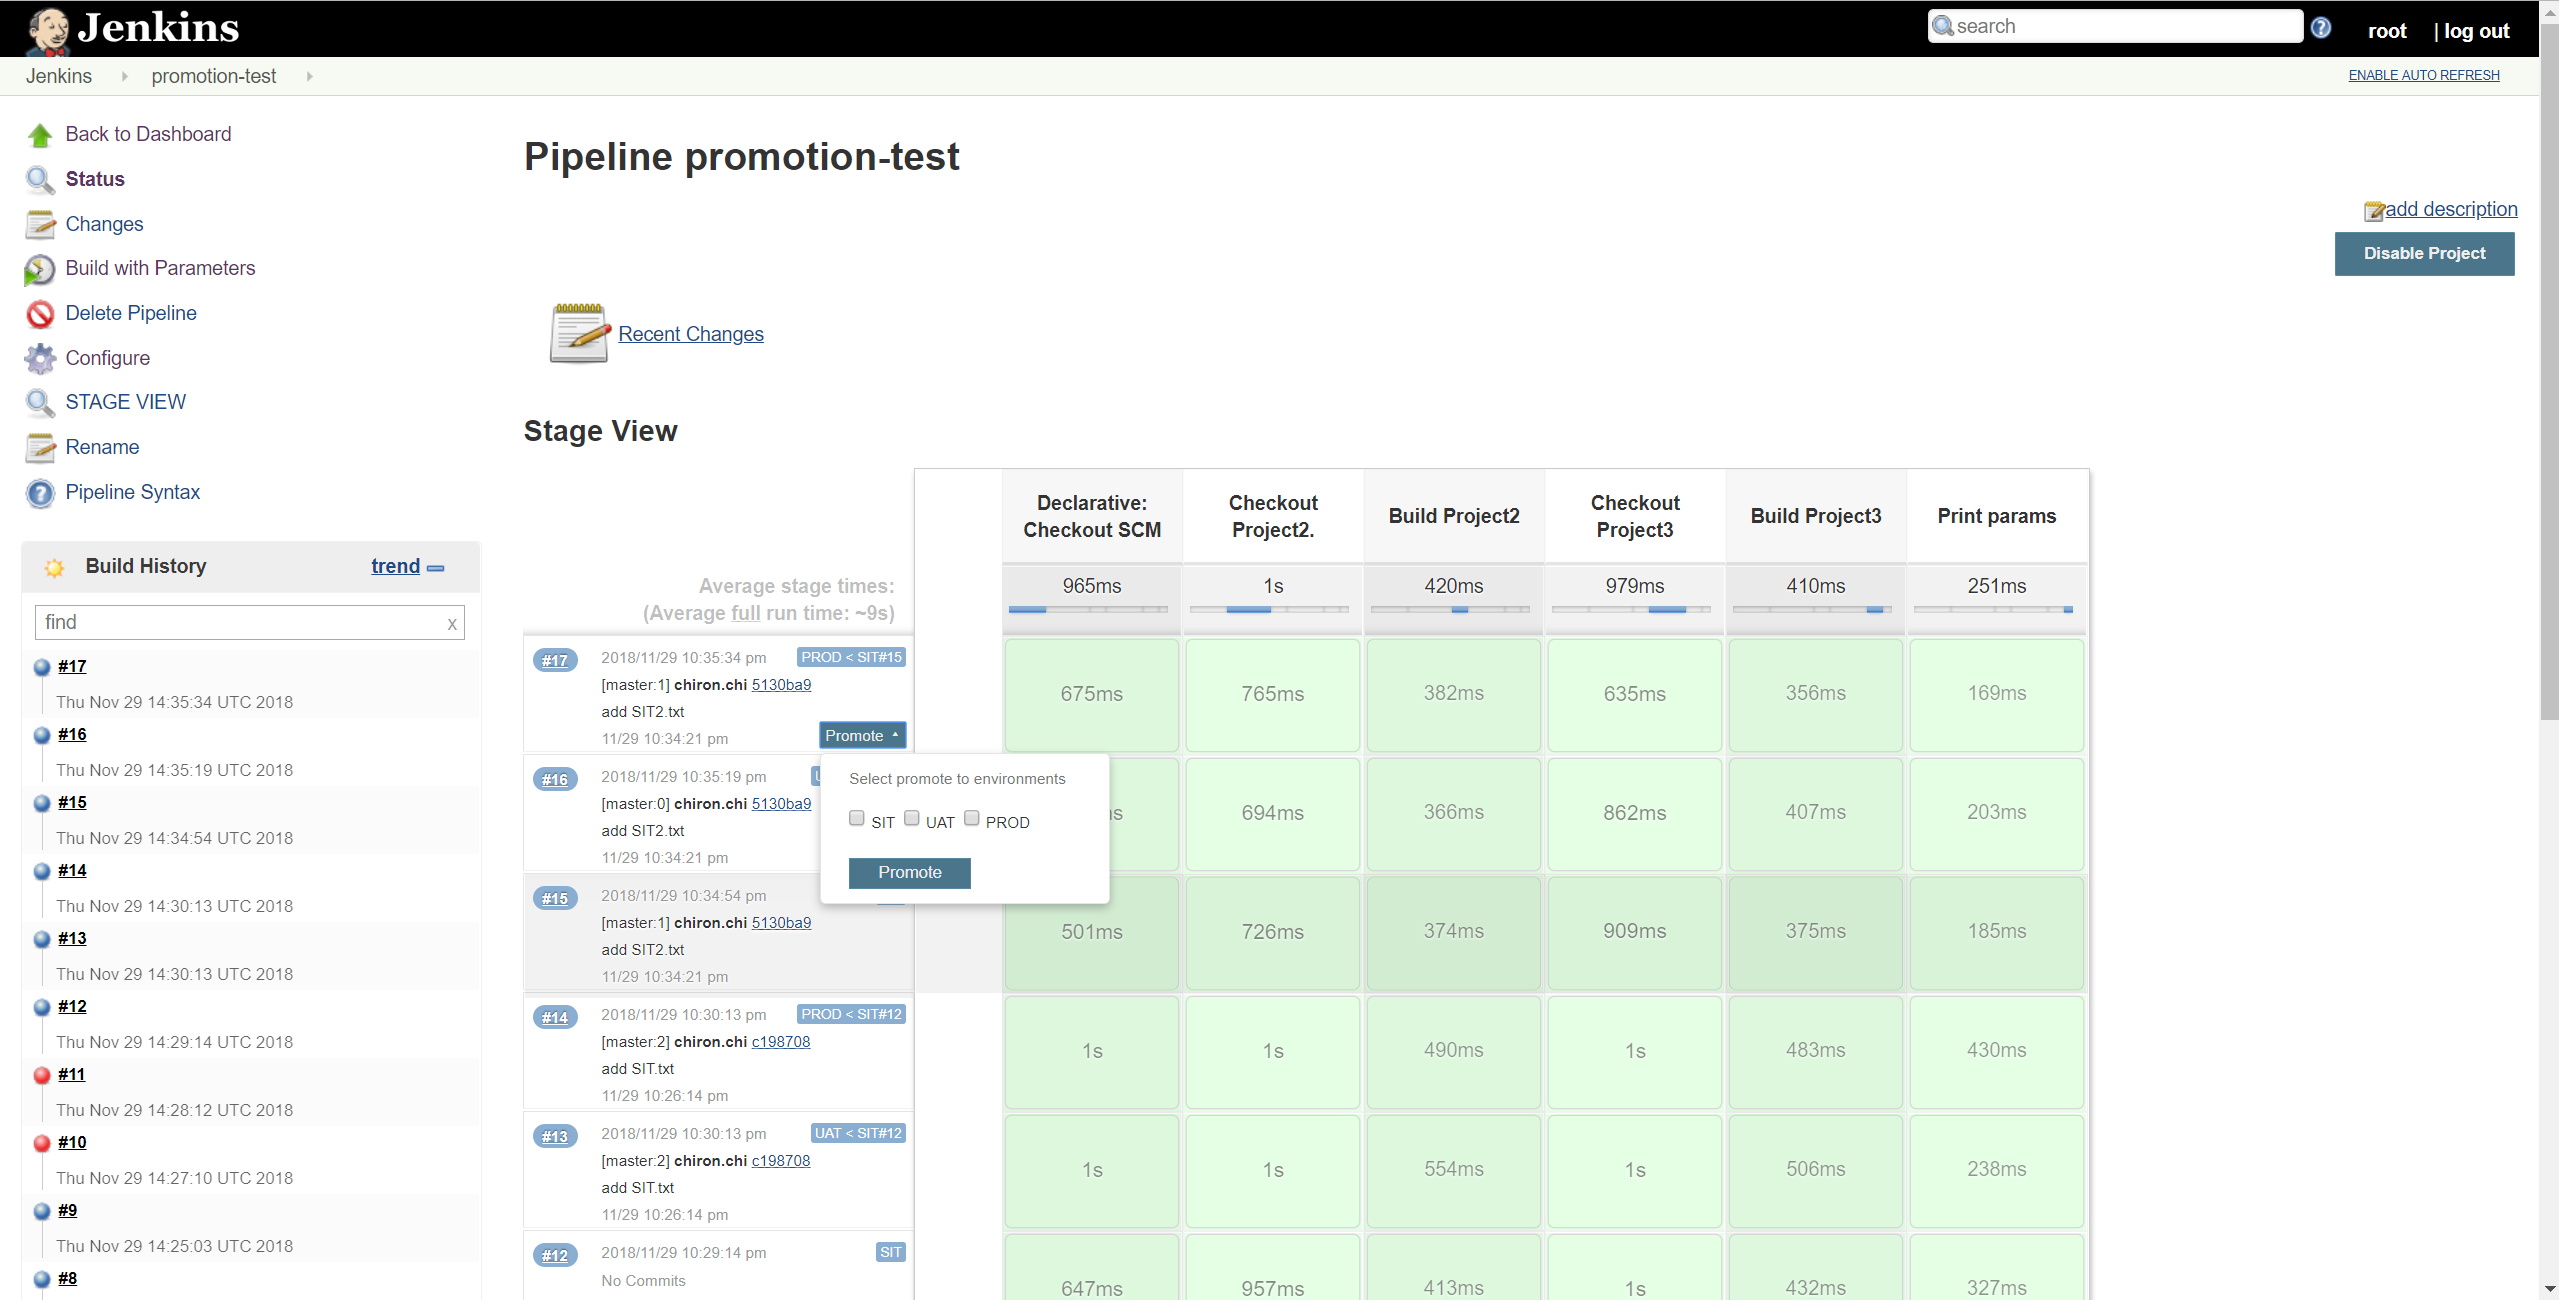 Jenkins
search
root
| log out
Jenkins
promotion-test
ENABLE AUTO REFRESH
Back to Dashboard
Status
Changes
Build with Parameters
Delete Pipeline
Configure
STAGE VIEW
Rename
Pipeline Syntax
Build History
trend
find
x
#17
Thu Nov 29 14:35:34 UTC 2018
#16
Thu Nov 29 14:35:19 UTC 2018
#15
Thu Nov 29 14:34:54 UTC 2018
#14
Thu Nov 29 14:30:13 UTC 2018
#13
Thu Nov 29 14:30:13 UTC 2018
#12
Thu Nov 29 14:29:14 UTC 2018
#11
Thu Nov 29 14:28:12 UTC 2018
#10
Thu Nov 29 14:27:10 UTC 2018
#9
Thu Nov 29 14:25:03 UTC 2018
#8
Pipeline promotion-test
add description
Disable Project
Recent Changes
Stage View
Declarative:
Checkout SCM
Checkout
Project2.
Build Project2
Checkout
Project3
Build Project3
Print params
Average stage times:
(Average full run time: ~9s)
965ms
1s
420ms
979ms
410ms
251ms
#17
2018/11/29 10:35:34 pm
PROD < SIT#15
[master:1] chiron.chi 5130ba9
add SIT2.txt
11/29 10:34:21 pm
Promote
675ms
765ms
382ms
635ms
356ms
169ms
#16
2018/11/29 10:35:19 pm
[master:0] chiron.chi 5130ba9
add SIT2.txt
11/29 10:34:21 pm
Select promote to environments
SIT UAT PROD
Promote
694ms
366ms
862ms
407ms
203ms
#15
2018/11/29 10:34:54 pm
[master:1] chiron.chi 5130ba9
add SIT2.txt
11/29 10:34:21 pm
501ms
726ms
374ms
909ms
375ms
185ms
#14
2018/11/29 10:30:13 pm
PROD < SIT#12
[master:2] chiron.chi c198708
add SIT.txt
11/29 10:26:14 pm
1s
1s
490ms
1s
483ms
430ms
#13
2018/11/29 10:30:13 pm
UAT < SIT#12
[master:2] chiron.chi c198708
add SIT.txt
11/29 10:26:14 pm
1s
1s
554ms
1s
506ms
238ms
#12
2018/11/29 10:29:14 pm
SIT
No Commits
647ms
957ms
413ms
1s
432ms
327ms